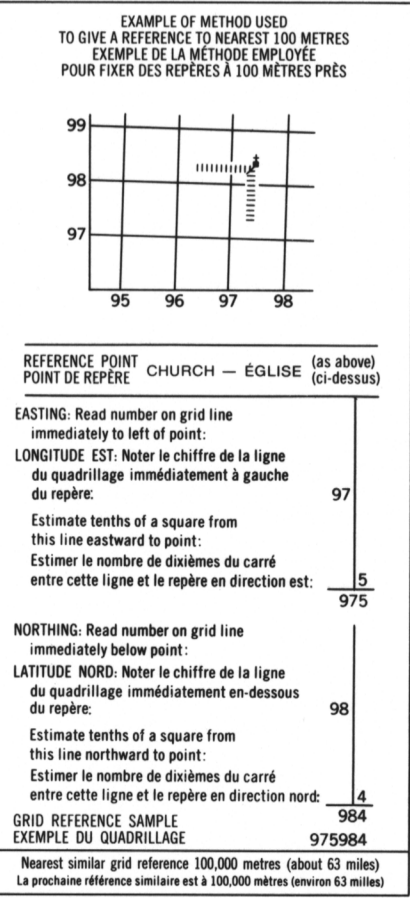 EXAMPLE OF METHOD USED
TO GIVE A REFERENCE TO NEAREST 100 METRES
EXEMPLE DE LA MÉTHODE EMPLOYÉE
POUR FIXER DES REPÈRES À 100 MÈTRES PRÈS
99
98
97
95 96 97 98
REFERENCE POINT
POINT DE REPÈRE
CHURCH — ÉGLISE
(as above)
(ci-dessus)
EASTING: Read number on grid line
immediately to left of point:
LONGITUDE EST: Noter le chiffre de la ligne
du quadrillage immédiatement à gauche
du repère: 97
Estimate tenths of a square from
this line eastward to point:
Estimer le nombre de dixièmes du carré
entre cette ligne et le repère en direction est: 5
975
NORTHING: Read number on grid line
immediately below point:
LATITUDE NORD: Noter le chiffre de la ligne
du quadrillage immédiatement en-dessous
du repère: 98
Estimate tenths of a square from
this line northward to point:
Estimer le nombre de dixièmes du carré
entre cette ligne et le repère en direction nord: 4
984
GRID REFERENCE SAMPLE
EXEMPLE DU QUADRILLAGE 975984
Nearest similar grid reference 100,000 metres (about 63 miles)
La prochaine référence similaire est à 100,000 mètres (environ 63 milles)